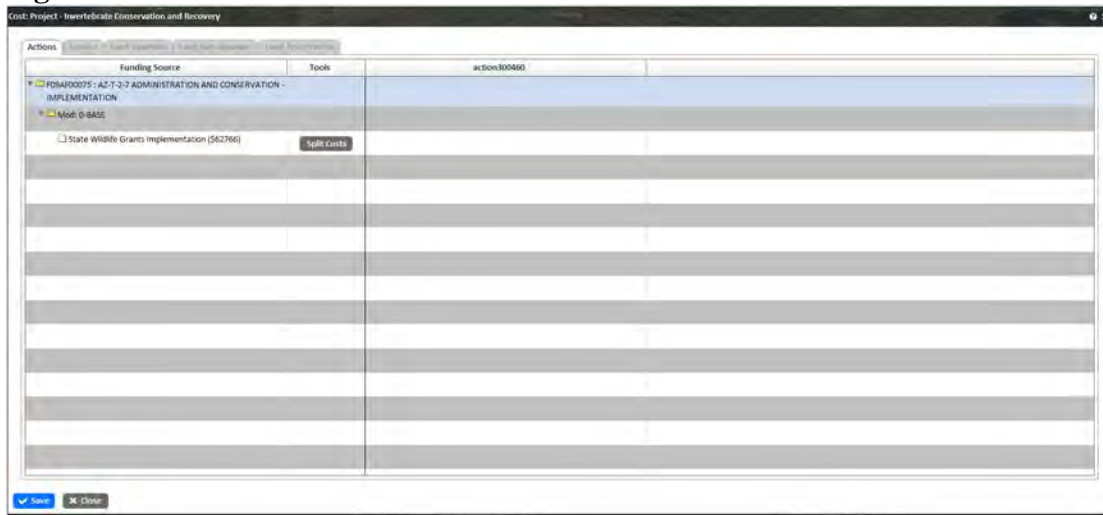 Cost: Project - Invertebrate Conservation and Recovery
Actions
Funding Source Tools action300460
F09AF00075 : AZ-T-2-7 ADMINISTRATION AND CONSERVATION -
IMPLEMENTATION
Mod: 0-BASE
State Wildlife Grants Implementation ($62766) Split Costs
Save Close